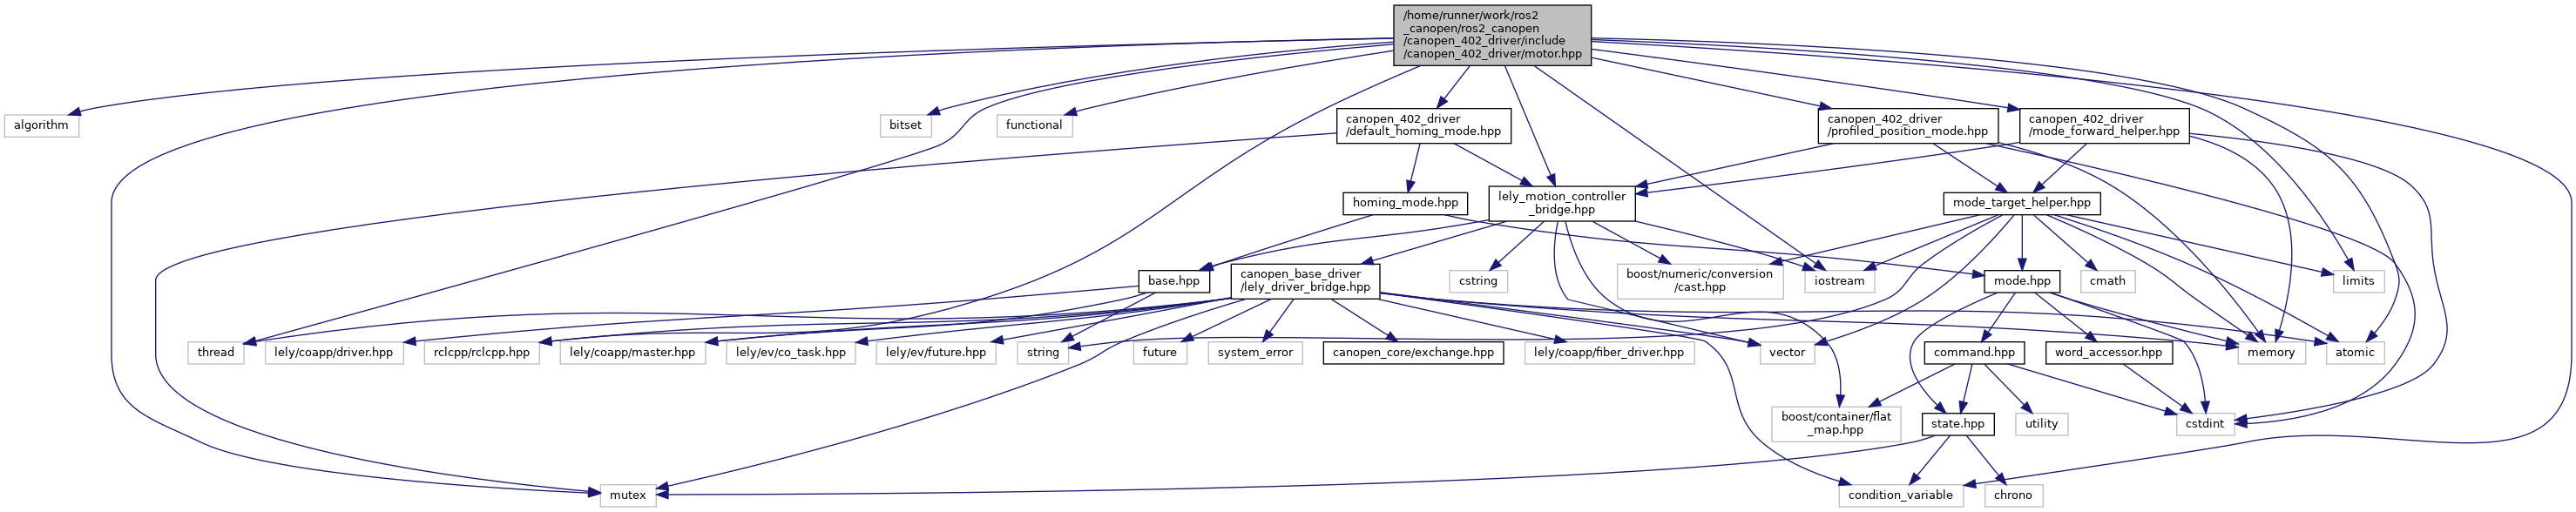 /home/runner/work/ros2
_canopen/ros2_canopen
/canopen_402_driver/include
/canopen_402_driver/motor.hpp
algorithm
bitset
functional
canopen_402_driver
/default_homing_mode.hpp
canopen_402_driver
/profiled_position_mode.hpp
canopen_402_driver
/mode_forward_helper.hpp
homing_mode.hpp
lely_motion_controller
_bridge.hpp
mode_target_helper.hpp
base.hpp
canopen_base_driver
/lely_driver_bridge.hpp
cstring
boost/numeric/conversion
/cast.hpp
iostream
mode.hpp
cmath
limits
thread
lely/coapp/driver.hpp
rclcpp/rclcpp.hpp
lely/coapp/master.hpp
lely/ev/co_task.hpp
lely/ev/future.hpp
string
future
system_error
canopen_core/exchange.hpp
lely/coapp/fiber_driver.hpp
vector
command.hpp
word_accessor.hpp
memory
atomic
boost/container/flat
_map.hpp
state.hpp
utility
cstdint
mutex
condition_variable
chrono